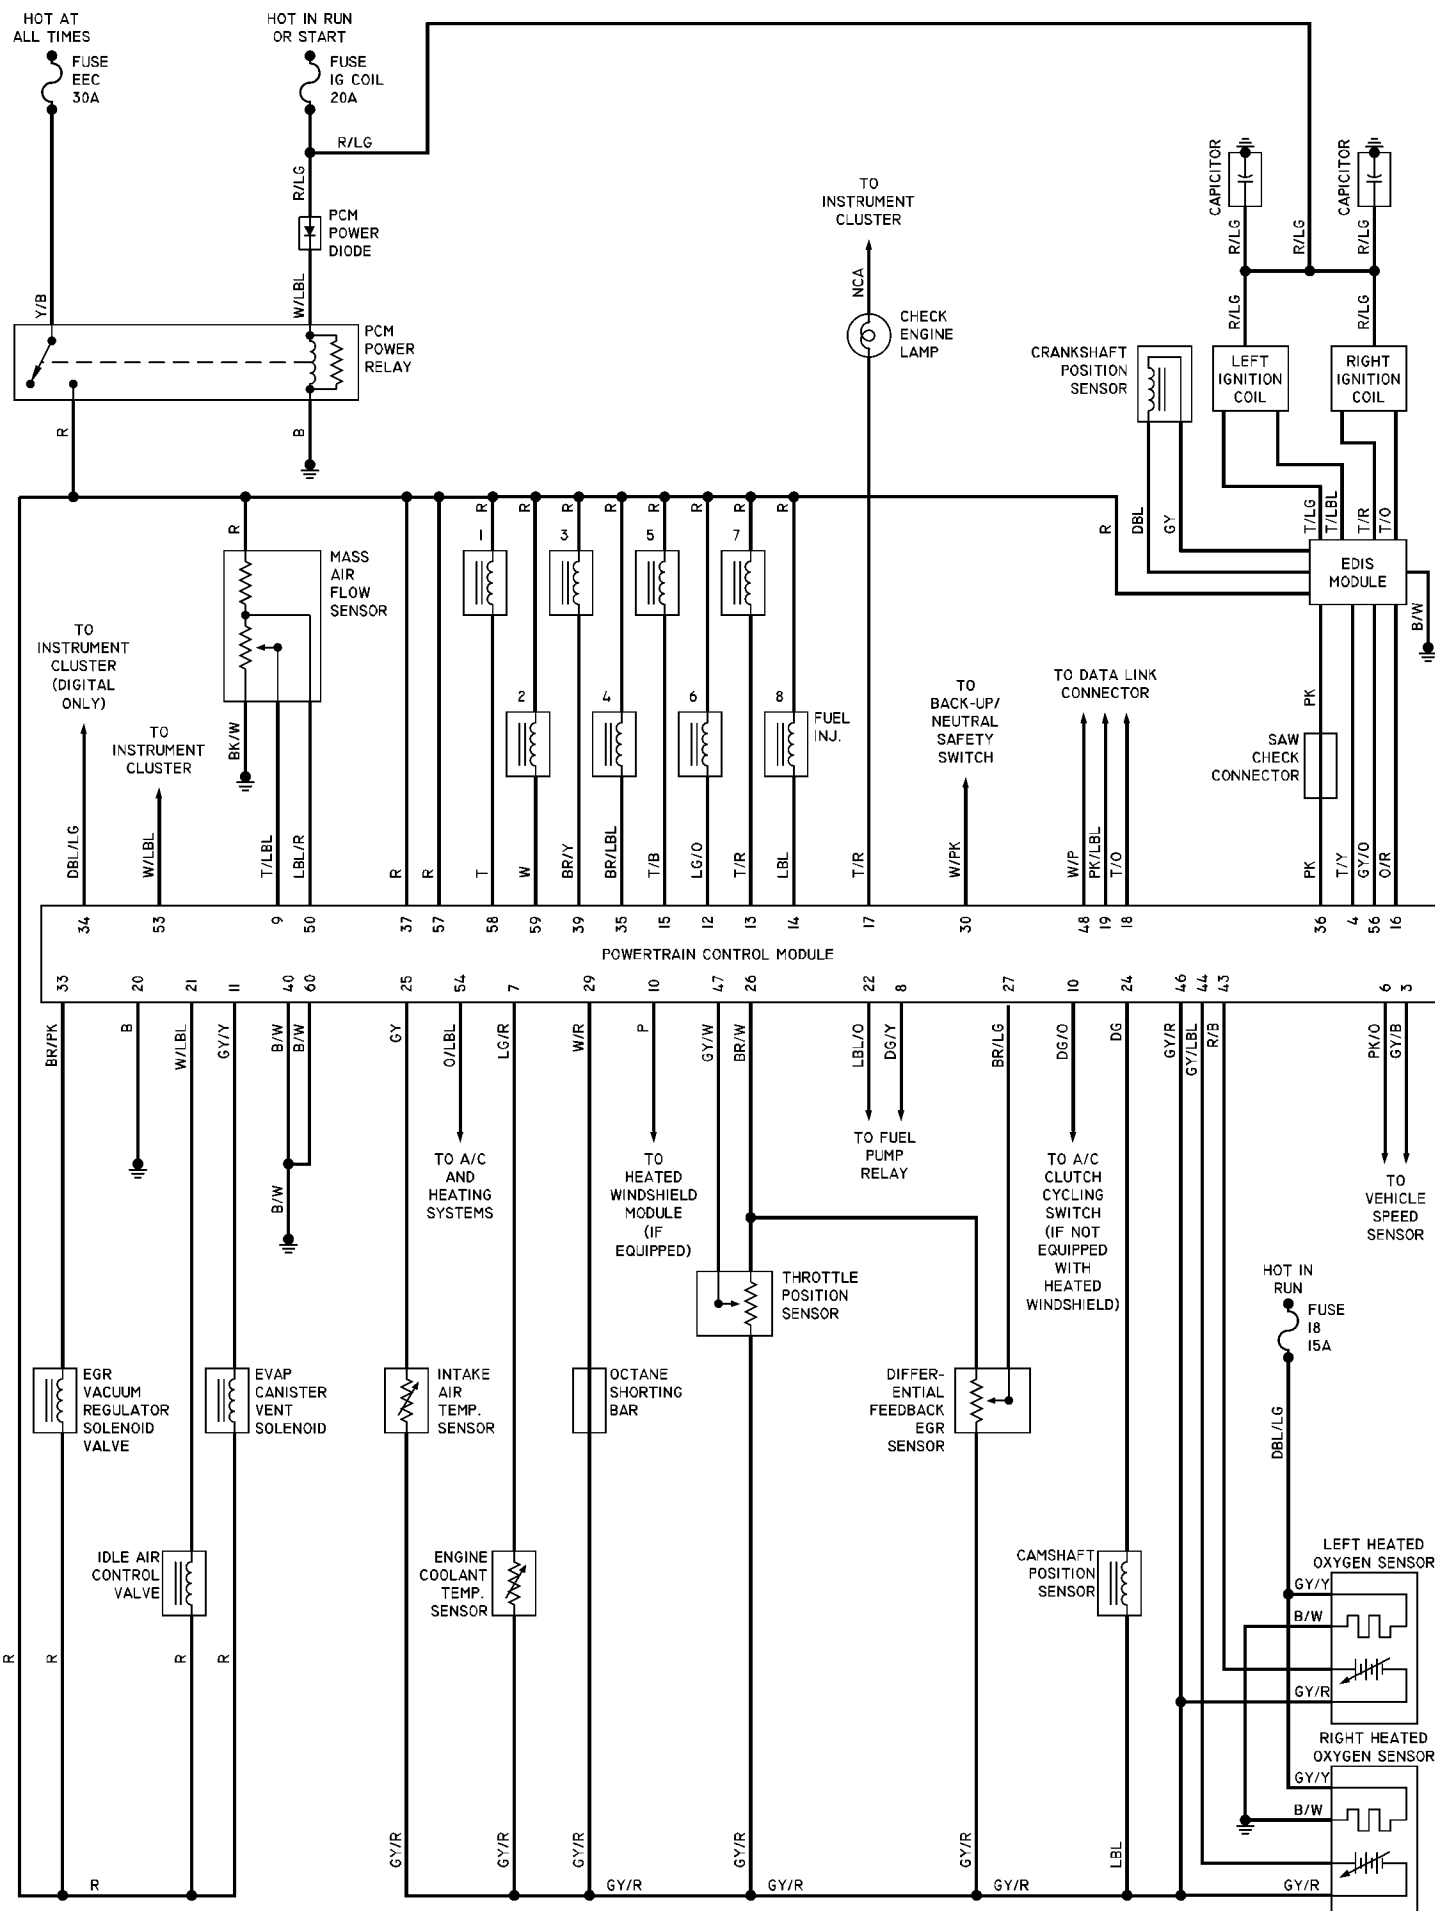 HOT AT
ALL TIMES
FUSE
EEC
30A
HOT IN RUN
OR START
FUSE
IG COIL
20A
R/LG
R/LG
PCM
POWER
DIODE
Y/B
W/LBL
PCM
POWER
RELAY
R
B
TO
INSTRUMENT
CLUSTER
NCA
CHECK
ENGINE
LAMP
CAPICITOR
CAPICITOR
R/LG
R/LG
R/LG
R/LG
R/LG
CRANKSHAFT
POSITION
SENSOR
LEFT
IGNITION
COIL
RIGHT
IGNITION
COIL
R
MASS
AIR
FLOW
SENSOR
R
R
R
R
R
R
R
R
1
3
5
7
R
DBL
GY
T/LG
T/LBL
T/R
T/O
EDIS
MODULE
B/W
TO
INSTRUMENT
CLUSTER
(DIGITAL
ONLY)
TO
INSTRUMENT
CLUSTER
BK/W
2
4
6
8
FUEL
INJ.
TO
BACK-UP/
NEUTRAL
SAFETY
SWITCH
TO DATA LINK
CONNECTOR
PK
SAW
CHECK
CONNECTOR
DBL/LG
W/LBL
T/LBL
LBL/R
R
R
T
W
BR/Y
BR/LBL
T/B
LG/O
T/R
LBL
T/R
W/PK
W/P
PK/LBL
T/O
PK
T/Y
GY/O
O/R
34
53
9
50
37
57
58
59
39
35
15
12
13
14
17
30
48
19
18
36
4
56
16
POWERTRAIN CONTROL MODULE
33
20
21
11
40
60
25
54
7
29
10
47
26
22
8
27
10
24
46
44
43
6
3
BR/PK
B
W/LBL
GY/Y
B/W
B/W
GY
O/LBL
LG/R
W/R
P
GY/W
BR/W
LBL/O
DG/Y
BR/LG
DG/O
DG
GY/R
GY/LBL
R/B
PK/O
GY/B
B/W
TO A/C
AND
HEATING
SYSTEMS
TO
HEATED
WINDSHIELD
MODULE
(IF
EQUIPPED)
TO FUEL
PUMP
RELAY
TO A/C
CLUTCH
CYCLING
SWITCH
(IF NOT
EQUIPPED
WITH
HEATED
WINDSHIELD)
TO
VEHICLE
SPEED
SENSOR
THROTTLE
POSITION
SENSOR
HOT IN
RUN
FUSE
18
15A
EGR
VACUUM
REGULATOR
SOLENOID
VALVE
EVAP
CANISTER
VENT
SOLENOID
INTAKE
AIR
TEMP.
SENSOR
OCTANE
SHORTING
BAR
DIFFER-
ENTIAL
FEEDBACK
EGR
SENSOR
DBL/LG
IDLE AIR
CONTROL
VALVE
ENGINE
COOLANT
TEMP.
SENSOR
CAMSHAFT
POSITION
SENSOR
LEFT HEATED
OXYGEN SENSOR
GY/Y
B/W
GY/R
R
R
R
R
RIGHT HEATED
OXYGEN SENSOR
GY/Y
B/W
GY/R
GY/R
GY/R
GY/R
GY/R
GY/R
LBL
R
GY/R
GY/R
GY/R